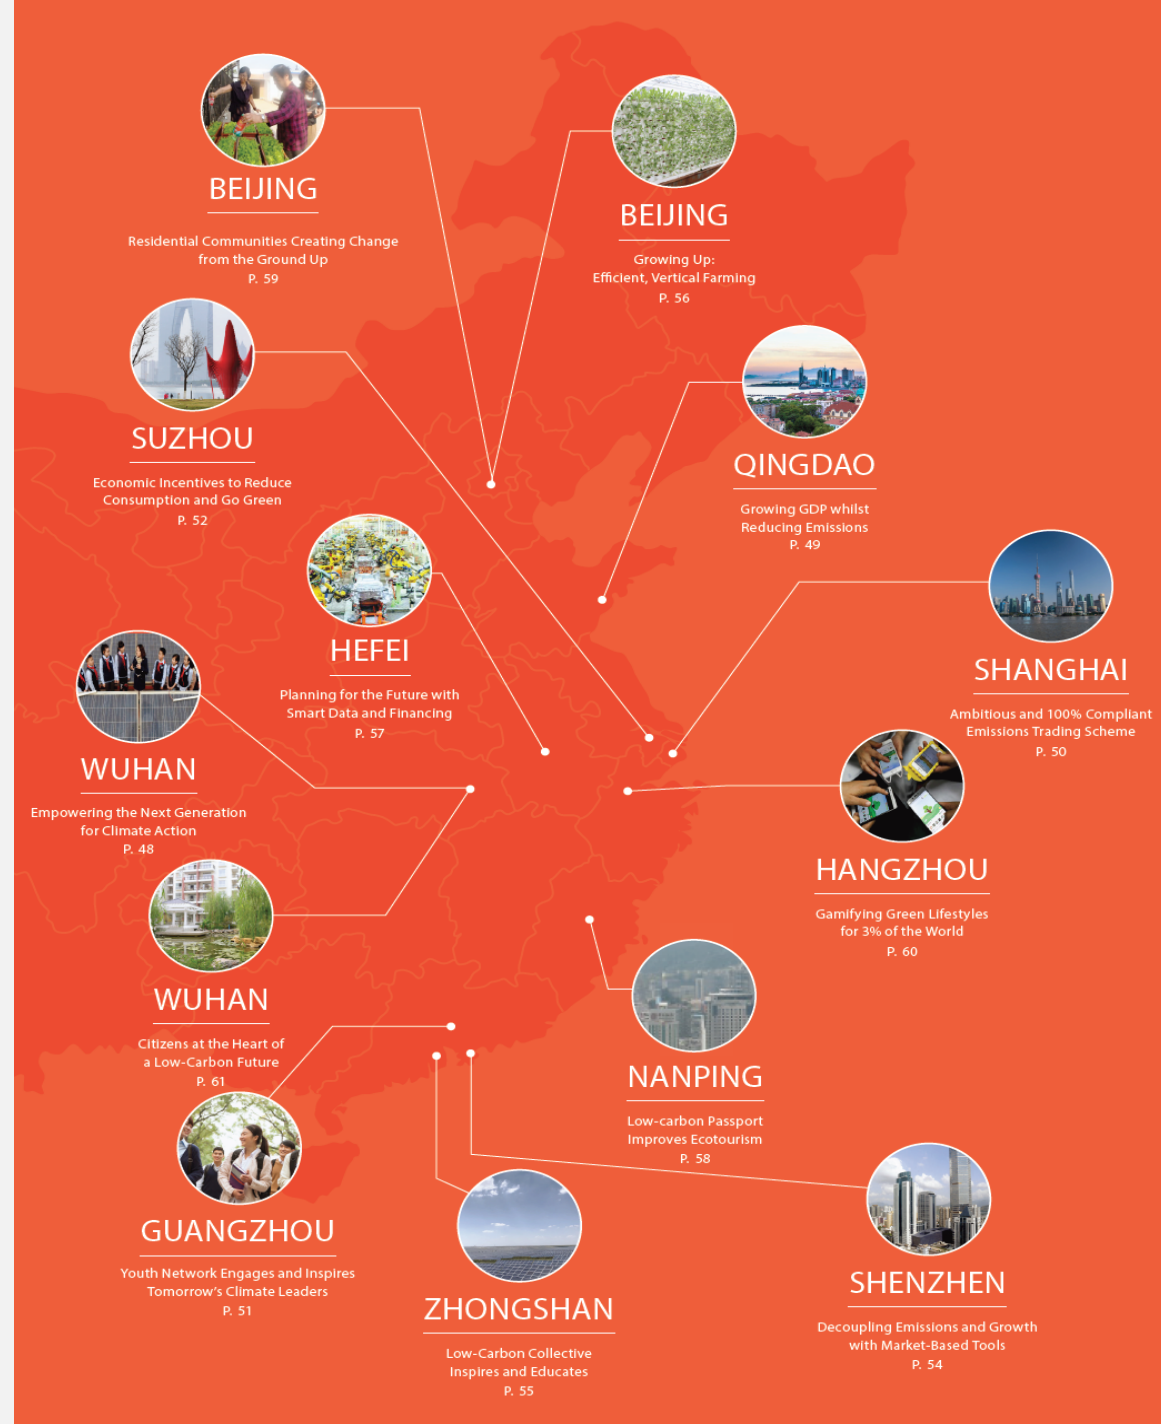 BEIJING
Residential Communities Creating Change
from the Ground Up
P. 59
BEIJING
Growing Up:
Efficient, Vertical Farming
P. 56
SUZHOU
Economic Incentives to Reduce
Consumption and Go Green
P. 52
QINGDAO
Growing GDP whilst
Reducing Emissions
P. 49
HEFEI
Planning for the Future with
Smart Data and Financing
P. 57
SHANGHAI
Ambitious and 100% Compliant
Emissions Trading Scheme
P. 50
WUHAN
Empowering the Next Generation
for Climate Action
P. 48
HANGZHOU
Gamifying Green Lifestyles
for 3% of the World
P. 60
WUHAN
Citizens at the Heart of
a Low-Carbon Future
P. 61
NANPING
Low-carbon Passport
Improves Ecotourism
P. 58
GUANGZHOU
Youth Network Engages and Inspires
Tomorrow's Climate Leaders
P. 51
ZHONGSHAN
Low-Carbon Collective
Inspires and Educates
P. 55
SHENZHEN
Decoupling Emissions and Growth
with Market-Based Tools
P. 54